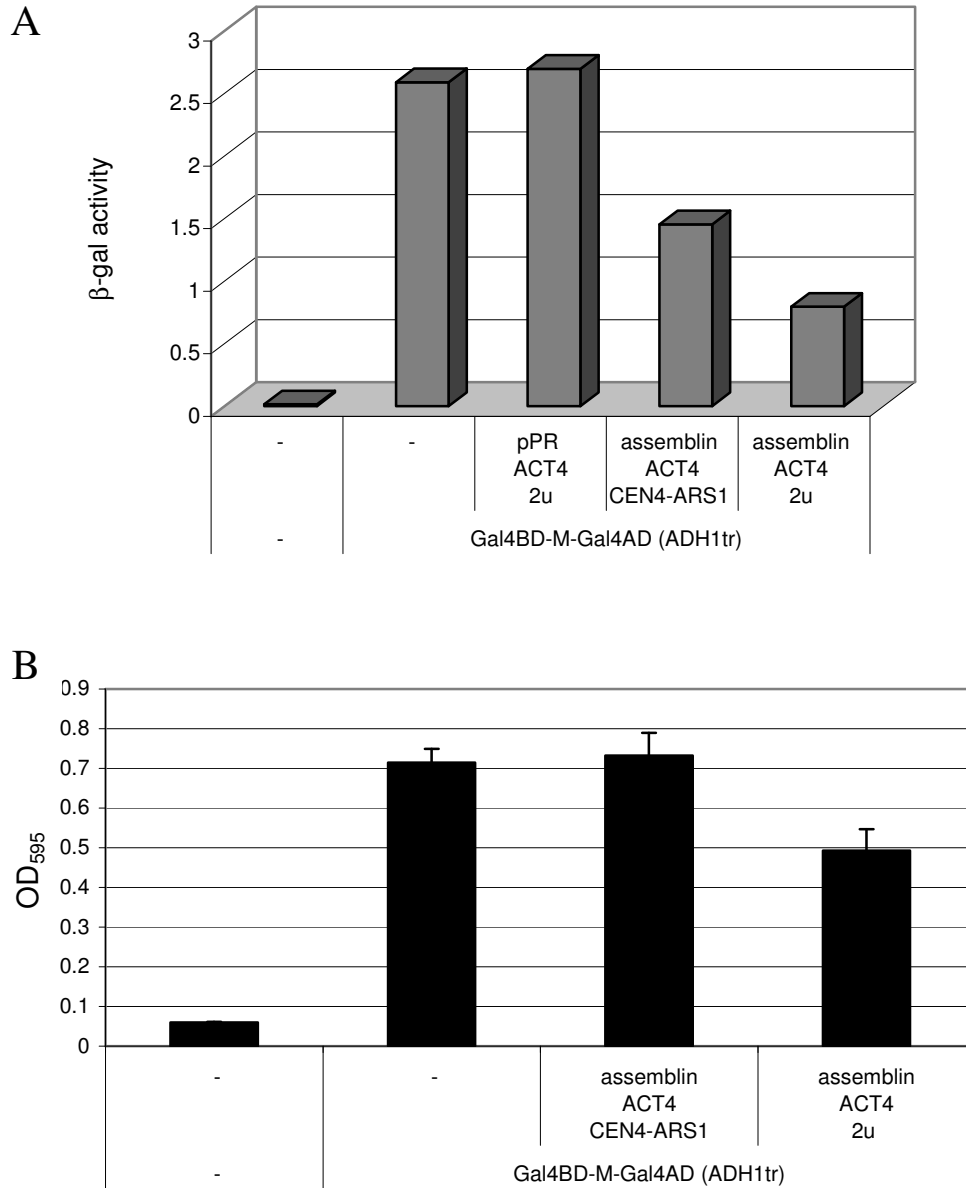 A
3
2.5
2
1.5
1
0.5
0
β-gal activity
- - pPR assemblin assemblin
ACT4 ACT4 ACT4
2u CEN4-ARS1 2u
- Gal4BD-M-Gal4AD (ADH1tr)
B
0.9
0.8
0.7
0.6
0.5
0.4
0.3
0.2
0.1
0
OD595
- - assemblin assemblin
ACT4 ACT4
CEN4-ARS1 2u
- Gal4BD-M-Gal4AD (ADH1tr)